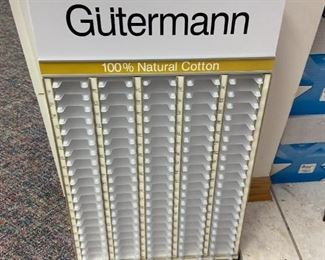 Gütermann
100% Natural Cotton